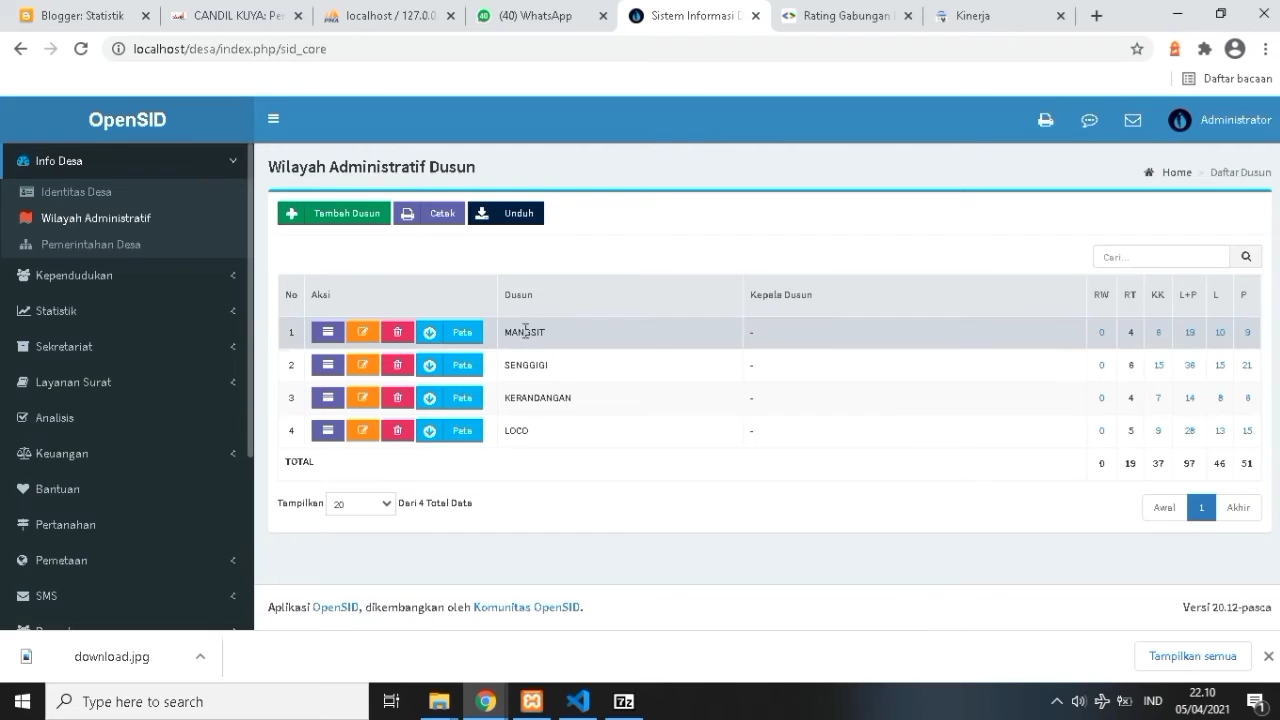 Blogger: Statistik
CANDIL KUYA: Pe
localhost / 127.0.0
(40) WhatsApp
Sistem Informasi D
Rating Gabungan
Kinerja
localhost/desa/index.php/sid_core
Daftar bacaan
OpenSID
Administrator
Info Desa
Identitas Desa
Wilayah Administratif
Pemerintahan Desa
Kependudukan
Statistik
Sekretariat
Layanan Surat
Analisis
Keuangan
Bantuan
Pertanahan
Pemetaan
SMS
Wilayah Administratif Dusun
Home > Daftar Dusun
Tambah Dusun
Cetak
Unduh
Cari...
No Aksi Dusun Kepala Dusun RW RT KK L+P L P
1 Peta MANGSIT - 0 4 8 19 10 9
2 Peta SENGGIGI - 0 6 15 36 15 21
3 Peta KERANDANGAN - 0 4 7 14 8 6
4 Peta LOCO - 0 5 9 28 13 15
TOTAL 0 19 37 97 46 51
Tampilkan 20 Dari 4 Total Data
Awal 1 Akhir
Aplikasi OpenSID, dikembangkan oleh Komunitas OpenSID.
Versi 20.12-pasca
download.jpg
Tampilkan semua
Type here to search
IND
22.10
05/04/2021